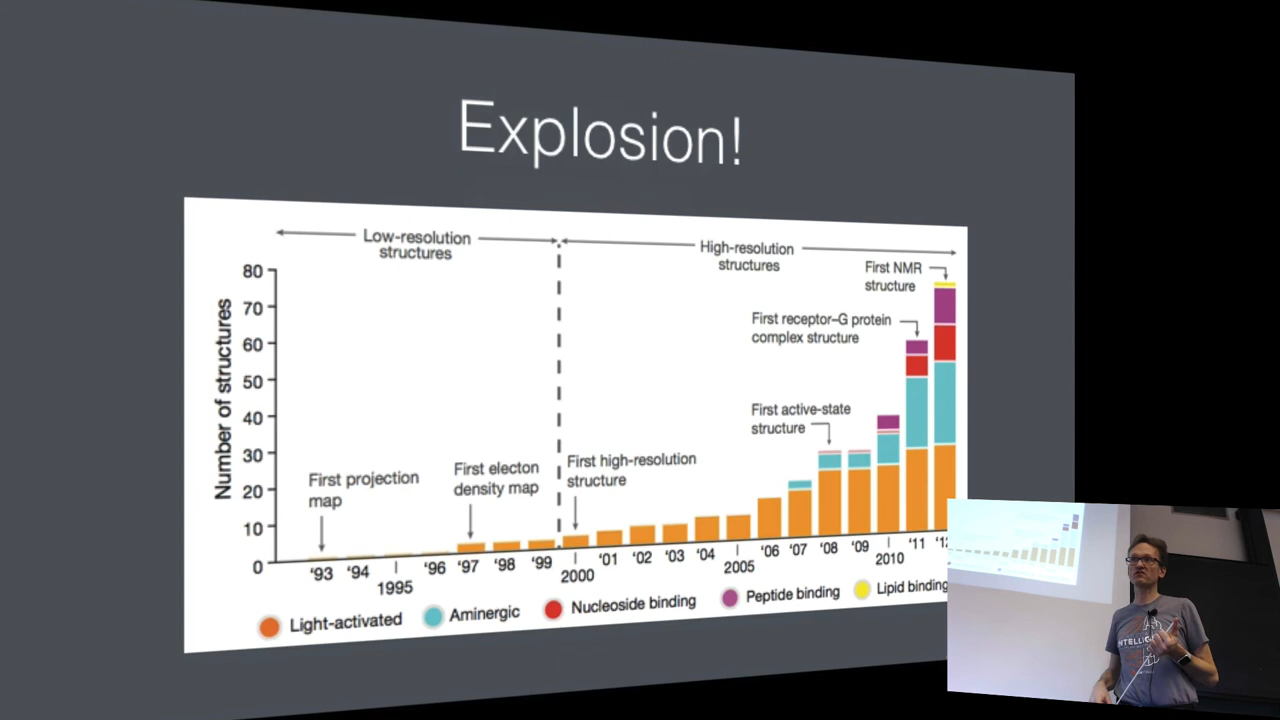 Explosion!
Low-resolution
structures
High-resolution
structures
First NMR
structure
First receptor–G protein
complex structure
First active-state
structure
First high-resolution
structure
First electon
density map
First projection
map
Number of structures
80
70
60
50
40
30
20
10
0
'93 '94 1995 '96 '97 '98 '99 2000 '01 '02 '03 '04 2005 '06 '07 '08 '09 2010 '11
Light-activated Aminergic Nucleoside binding Peptide binding Lipid binding